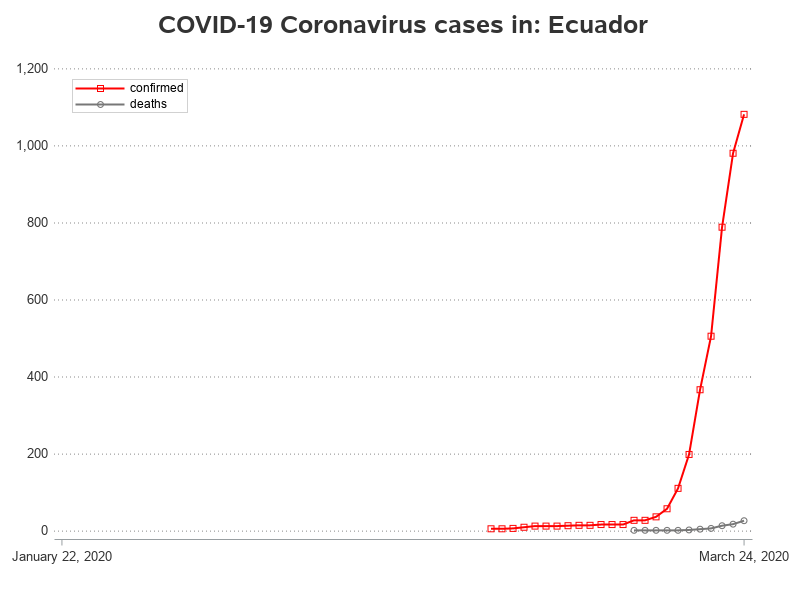 COVID-19 Coronavirus cases in: Ecuador
1,200
confirmed
deaths
1,000
800
600
400
200
0
January 22, 2020
March 24, 2020